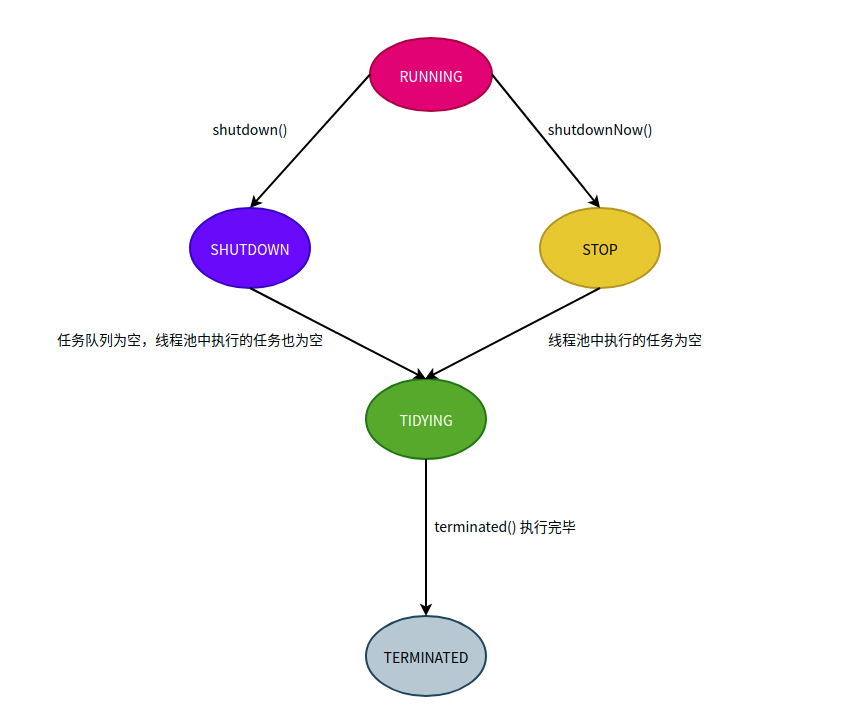 RUNNING
shutdown()
shutdownNow()
SHUTDOWN
STOP
任务队列为空，线程池中执行的任务也为空
线程池中执行的任务为空
TIDYING
terminated() 执行完毕
TERMINATED